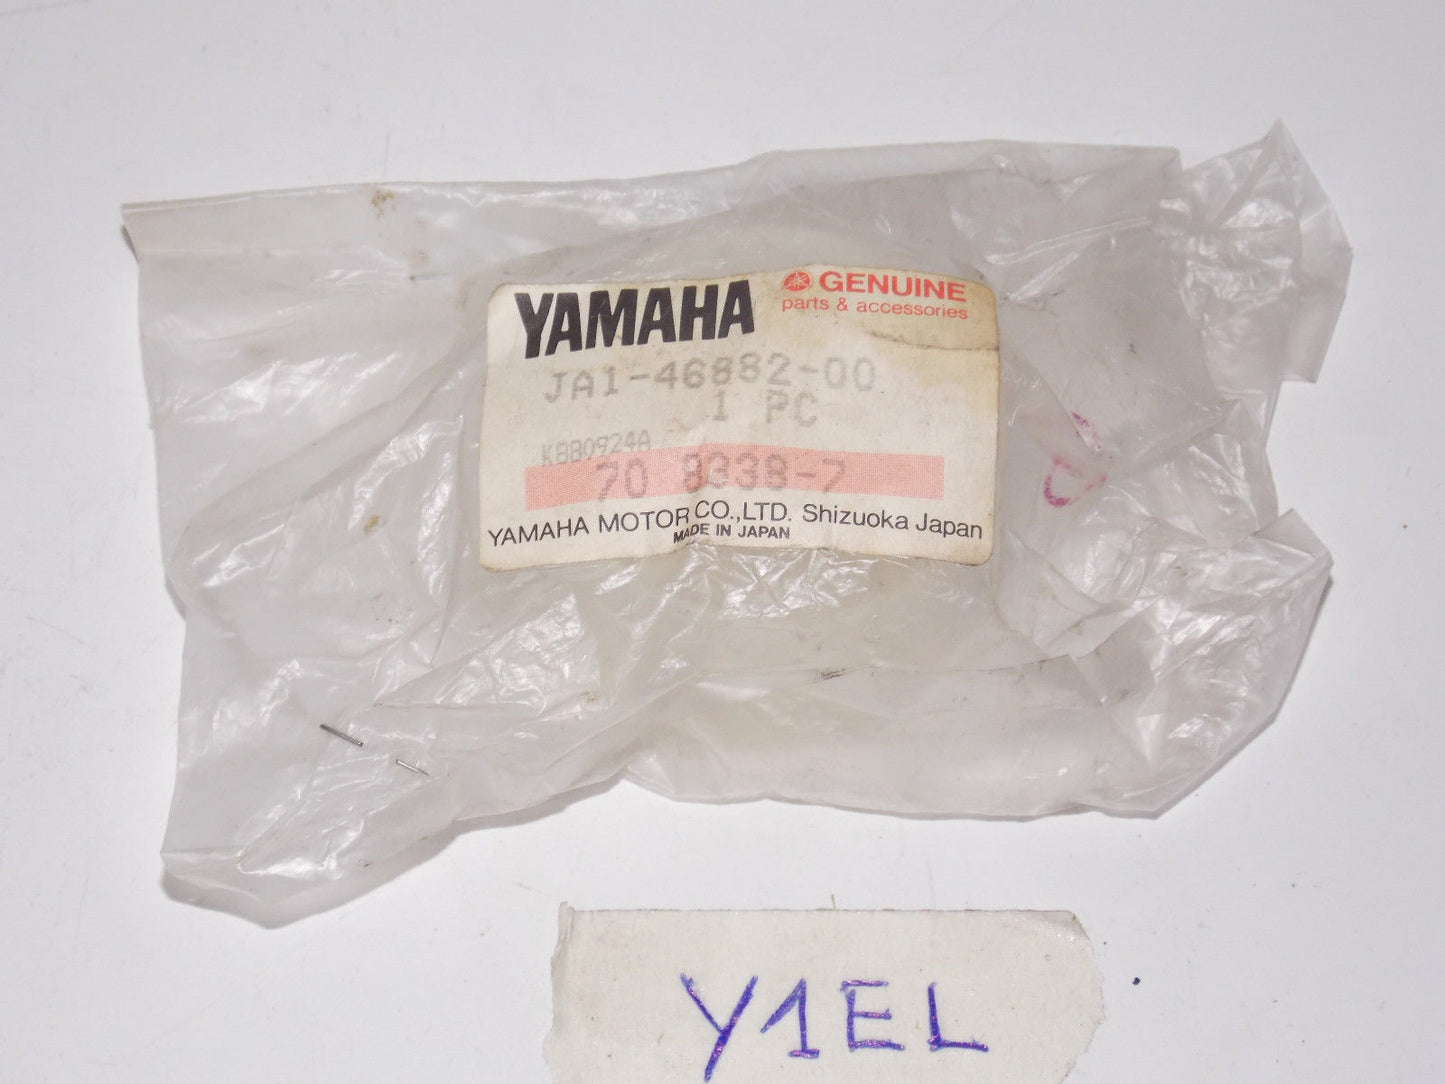 YAMAHA
GENUINE
parts & accessories
JA1-46882-00
1 PC
KBB0924A
70 8338-7
YAMAHA MOTOR CO.,LTD. Shizuoka Japan
MADE IN JAPAN
Y1EL